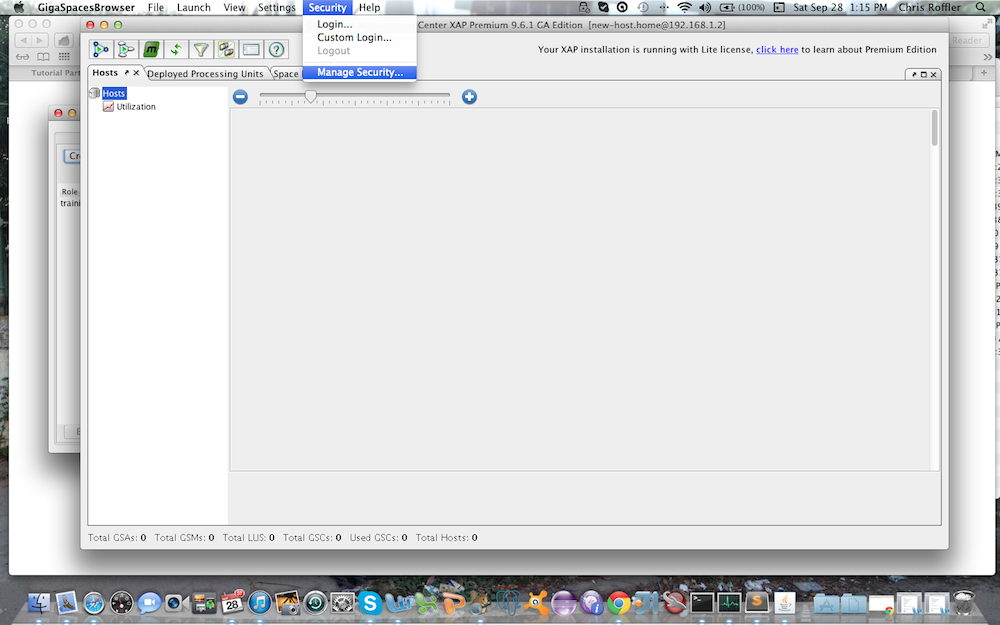 GigaSpacesBrowser File Launch View Settings Security Help (100%) Sat Sep 28 1:15 PM Chris Roffler
Login...
Custom Login...
Logout
Manage Security...
Center XAP Premium 9.6.1 GA Edition [new-host.home@192.168.1.2]
Reader
Your XAP installation is running with Lite license, click here to learn about Premium Edition
Tutorial Part
Hosts Deployed Processing Units Space
Hosts
Utilization
Cr
Role
traini
Total GSAs: 0 Total GSMs: 0 Total LUS: 0 Total GSCs: 0 Used GSCs: 0 Total Hosts: 0
28